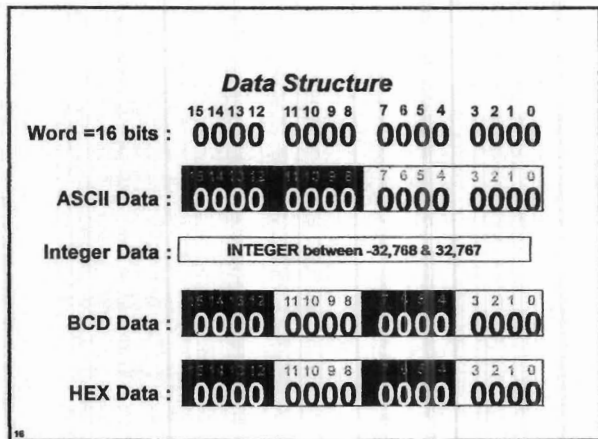 Data Structure
15 14 13 12 11 10 9 8 7 6 5 4 3 2 1 0
Word =16 bits : 0000 0000 0000 0000
15 14 13 12 11 10 9 8 7 6 5 4 3 2 1 0
ASCII Data : 0000 0000 0000 0000
Integer Data : INTEGER between -32,768 & 32,767
15 14 13 12 11 10 9 8 7 6 5 4 3 2 1 0
BCD Data : 0000 0000 0000 0000
15 14 13 12 11 10 9 8 7 6 5 4 3 2 1 0
HEX Data : 0000 0000 0000 0000
16